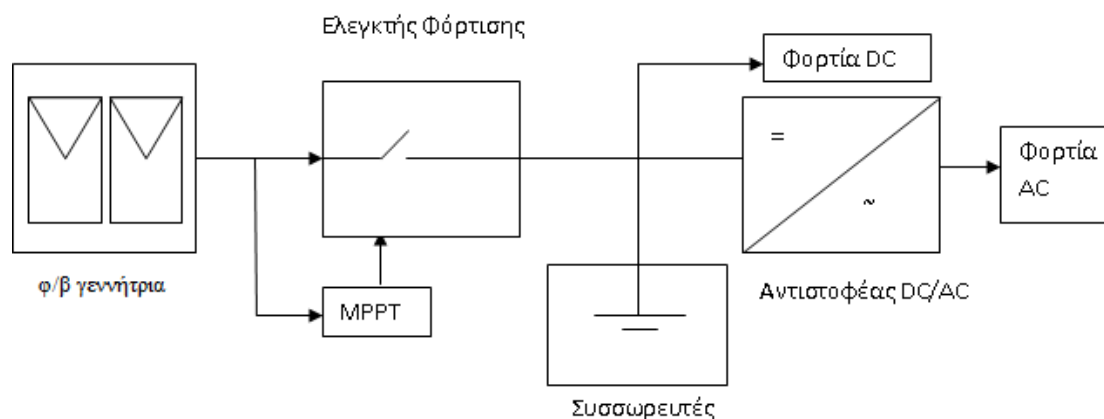 Ελεγκτής Φόρτισης
Φορτία DC
=
~
Φορτία
AC
φ/β γεννήτρια
MPPT
Αντιστοφέας DC/AC
Συσσωρευτές